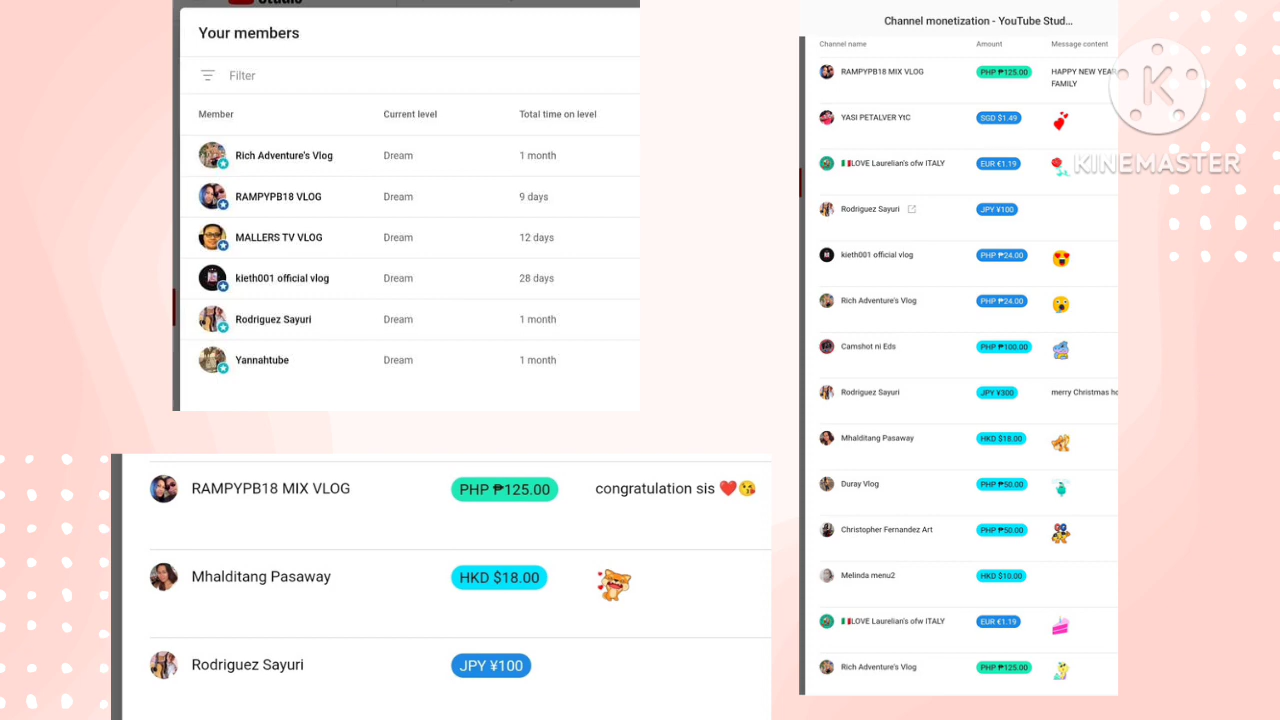 Your members
Filter
Member Current level Total time on level
Rich Adventure's Vlog Dream 1 month
RAMPYPB18 VLOG Dream 9 days
MALLERS TV VLOG Dream 12 days
kieth001 official vlog Dream 28 days
Rodriguez Sayuri Dream 1 month
Yannahtube Dream 1 month
RAMPYPB18 MIX VLOG PHP ₱125.00 congratulation sis ❤️😘
Mhalditang Pasaway HKD $18.00
Rodriguez Sayuri JPY ¥100
Channel monetization - YouTube Stud...
Channel name Amount Message content
RAMPYPB18 MIX VLOG PHP ₱125.00 HAPPY NEW YEAR
FAMILY
YASI PETALVER YtC SGD $1.49
🇮🇹LOVE Laurelian's ofw ITALY EUR €1.19
Rodriguez Sayuri JPY ¥100
kieth001 official vlog PHP ₱24.00
Rich Adventure's Vlog PHP ₱24.00
Camshot ni Eds PHP ₱100.00
Rodriguez Sayuri JPY ¥300 merry Christmas ho
Mhalditang Pasaway HKD $18.00
Duray Vlog PHP ₱50.00
Christopher Fernandez Art PHP ₱50.00
Melinda menu2 HKD $10.00
🇮🇹LOVE Laurelian's ofw ITALY EUR €1.19
Rich Adventure's Vlog PHP ₱125.00
K
KINEMASTER